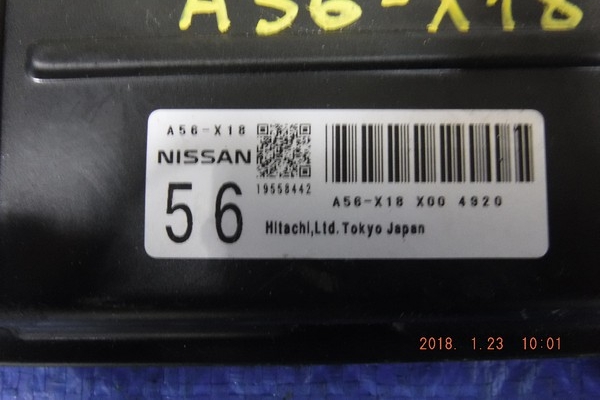 A56-X18
A56-X18
NISSAN
56
19558442
1
A56-X18 X00 4920
Hitachi,Ltd.Tokyo Japan
2018. 1.23 10:01